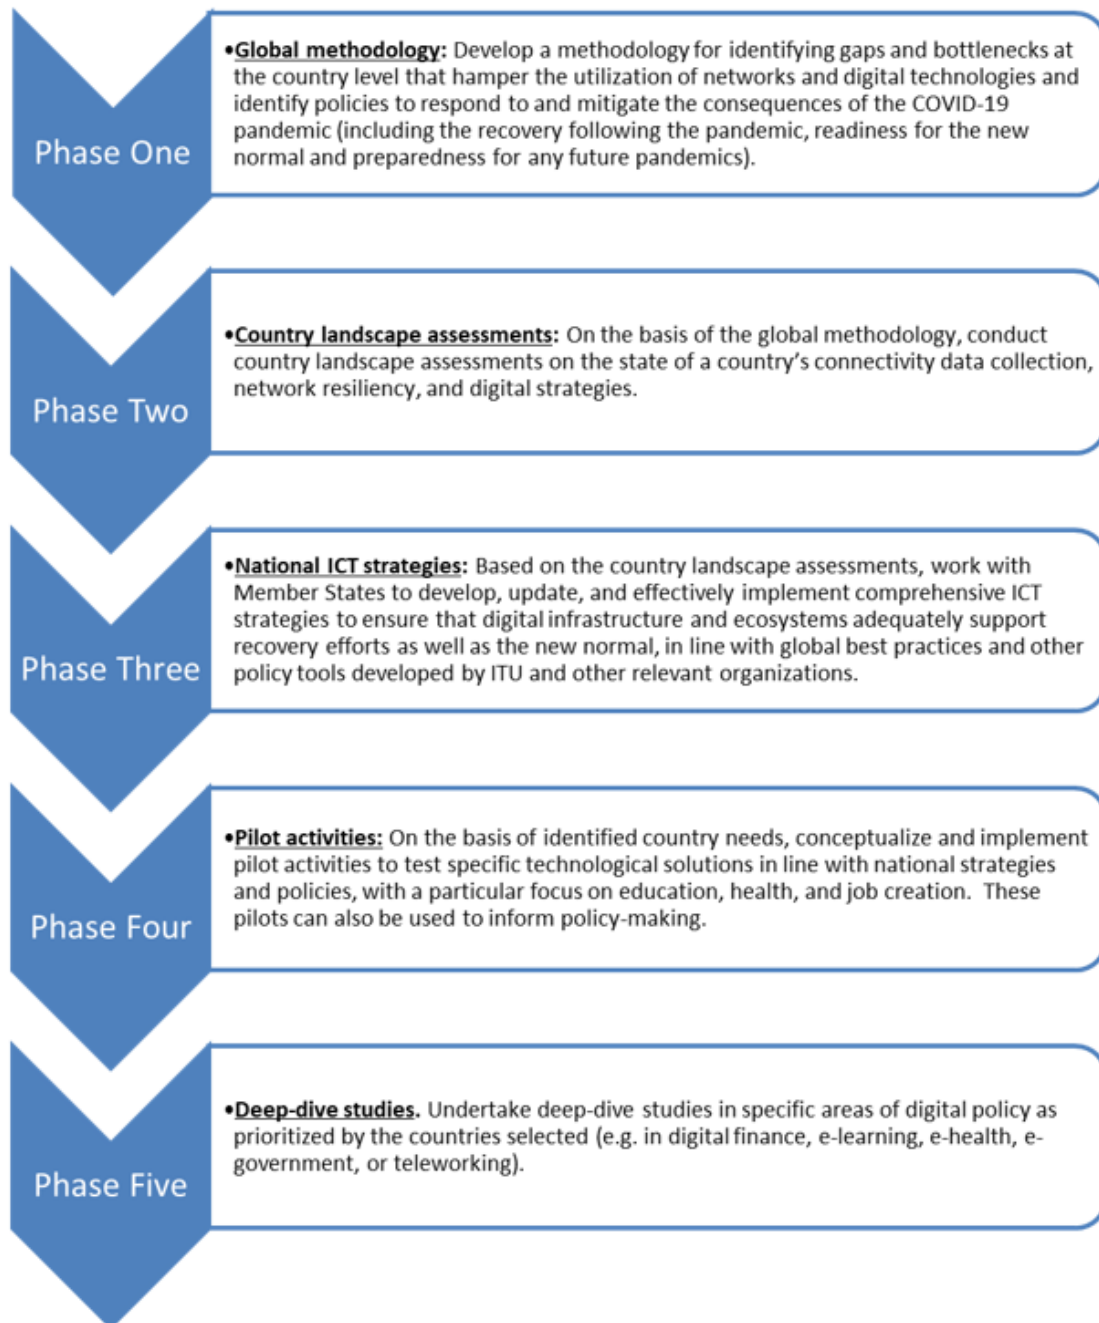 Phase One
•Global methodology: Develop a methodology for identifying gaps and bottlenecks at
the country level that hamper the utilization of networks and digital technologies and
identify policies to respond to and mitigate the consequences of the COVID-19
pandemic (including the recovery following the pandemic, readiness for the new
normal and preparedness for any future pandemics).
Phase Two
•Country landscape assessments: On the basis of the global methodology, conduct
country landscape assessments on the state of a country's connectivity data collection,
network resiliency, and digital strategies.
Phase Three
•National ICT strategies: Based on the country landscape assessments, work with
Member States to develop, update, and effectively implement comprehensive ICT
strategies to ensure that digital infrastructure and ecosystems adequately support
recovery efforts as well as the new normal, in line with global best practices and other
policy tools developed by ITU and other relevant organizations.
Phase Four
•Pilot activities: On the basis of identified country needs, conceptualize and implement
pilot activities to test specific technological solutions in line with national strategies
and policies, with a particular focus on education, health, and job creation.  These
pilots can also be used to inform policy-making.
Phase Five
•Deep-dive studies. Undertake deep-dive studies in specific areas of digital policy as
prioritized by the countries selected (e.g. in digital finance, e-learning, e-health, e-
government, or teleworking).